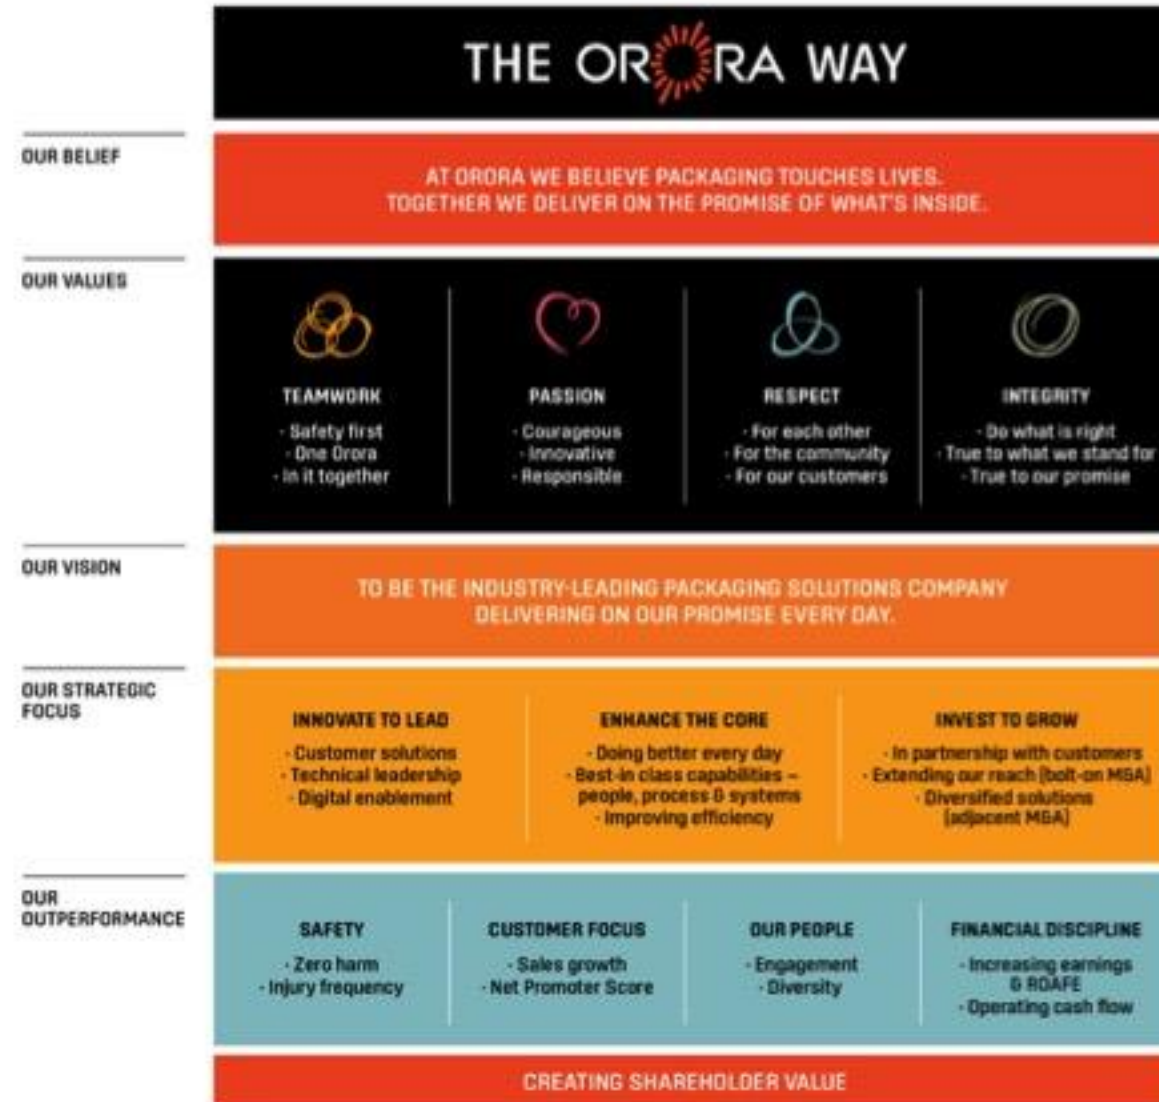 THE ORORA WAY
OUR BELIEF
AT ORORA WE BELIEVE PACKAGING TOUCHES LIVES.
TOGETHER WE DELIVER ON THE PROMISE OF WHAT'S INSIDE.
OUR VALUES
TEAMWORK
· Safety first
· One Orora
· In it together
PASSION
· Courageous
· Innovative
· Responsible
RESPECT
· For each other
· For the community
· For our customers
INTEGRITY
· Do what is right
· True to what we stand for
· True to our promise
OUR VISION
TO BE THE INDUSTRY-LEADING PACKAGING SOLUTIONS COMPANY
DELIVERING ON OUR PROMISE EVERY DAY.
OUR STRATEGIC
FOCUS
INNOVATE TO LEAD
· Customer solutions
· Technical leadership
· Digital enablement
ENHANCE THE CORE
· Doing better every day
· Best-in class capabilities –
people, process & systems
· Improving efficiency
INVEST TO GROW
· In partnership with customers
· Extending our reach (bolt-on M&A)
· Diversified solutions
(adjacent M&A)
OUR
OUTPERFORMANCE
SAFETY
· Zero harm
· Injury frequency
CUSTOMER FOCUS
· Sales growth
· Net Promoter Score
OUR PEOPLE
· Engagement
· Diversity
FINANCIAL DISCIPLINE
· Increasing earnings
& ROAFE
· Operating cash flow
CREATING SHAREHOLDER VALUE